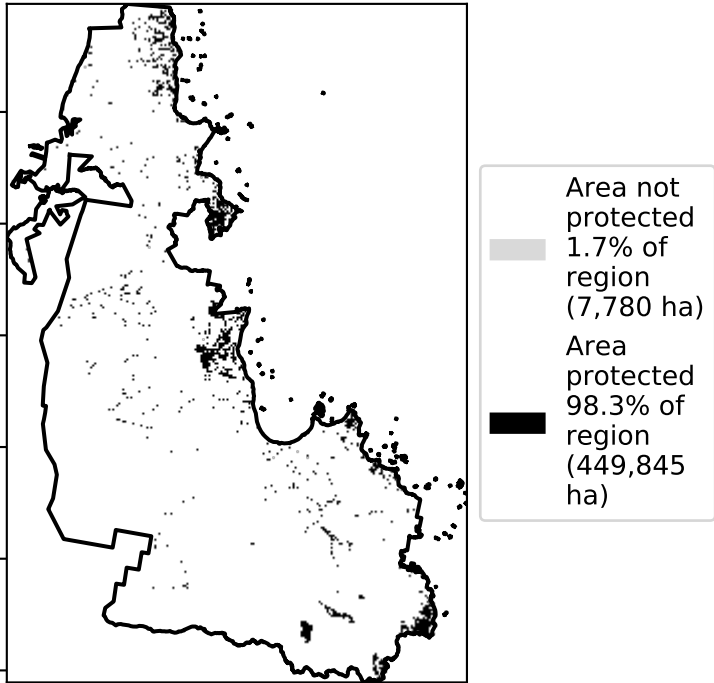 Area not
protected
1.7% of
region
(7,780 ha)
Area
protected
98.3% of
region
(449,845
ha)